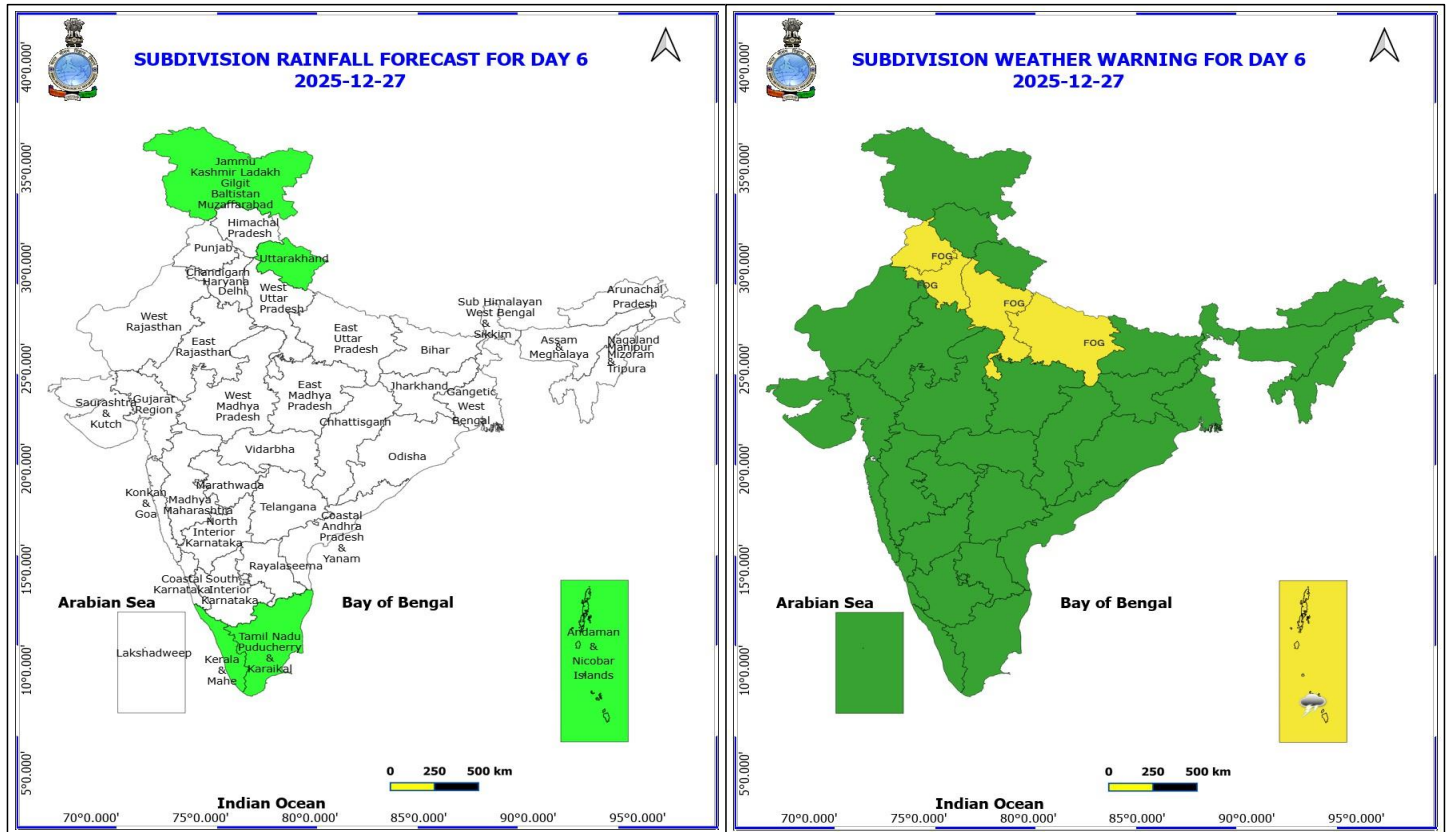 SUBDIVISION RAINFALL FORECAST FOR DAY 6
2025-12-27
40°0.000'
35°0.000'
30°0.000'
25°0.000'
20°0.000'
15°0.000'
10°0.000'
5°0.000'
Jammu
Kashmir Ladakh
Gilgit
Baltistan
Muzaffarabad
Himachal
Pradesh
Punjab
Uttarakhand
Chandigarh
Haryana
Delhi
West
Uttar
Pradesh
West
Rajasthan
East
Rajasthan
East
Uttar
Pradesh
Bihar
Sub Himalayan
West Bengal
&
Sikkim
Arunachal
Pradesh
Assam
&
Meghalaya
Nagaland
Manipur
Mizoram
&
Tripura
Saurashtra
&
Kutch
Gujarat
Region
West
Madhya
Pradesh
East
Madhya
Pradesh
Jharkhand
Gangetic
West
Bengal
Chhattisgarh
Vidarbha
Odisha
Konkan
&
Goa
Marathwada
Madhya
Maharashtra
North
Interior
Karnataka
Telangana
Coastal
Andhra
Pradesh
&
Yanam
Rayalaseema
Coastal
Karnataka
South
Interior
Karnataka
Arabian Sea
Bay of Bengal
Lakshadweep
Kerala
&
Mahe
Tamil Nadu
Puducherry
&
Karaikal
Andaman
&
Nicobar
Islands
0 250 500 km
Indian Ocean
70°0.000' 75°0.000' 80°0.000' 85°0.000' 90°0.000' 95°0.000'
SUBDIVISION WEATHER WARNING FOR DAY 6
2025-12-27
40°0.000'
35°0.000'
30°0.000'
25°0.000'
20°0.000'
15°0.000'
10°0.000'
5°0.000'
FOG
FOG
FOG
FOG
Arabian Sea
Bay of Bengal
0 250 500 km
Indian Ocean
70°0.000' 75°0.000' 80°0.000' 85°0.000' 90°0.000' 95°0.000'